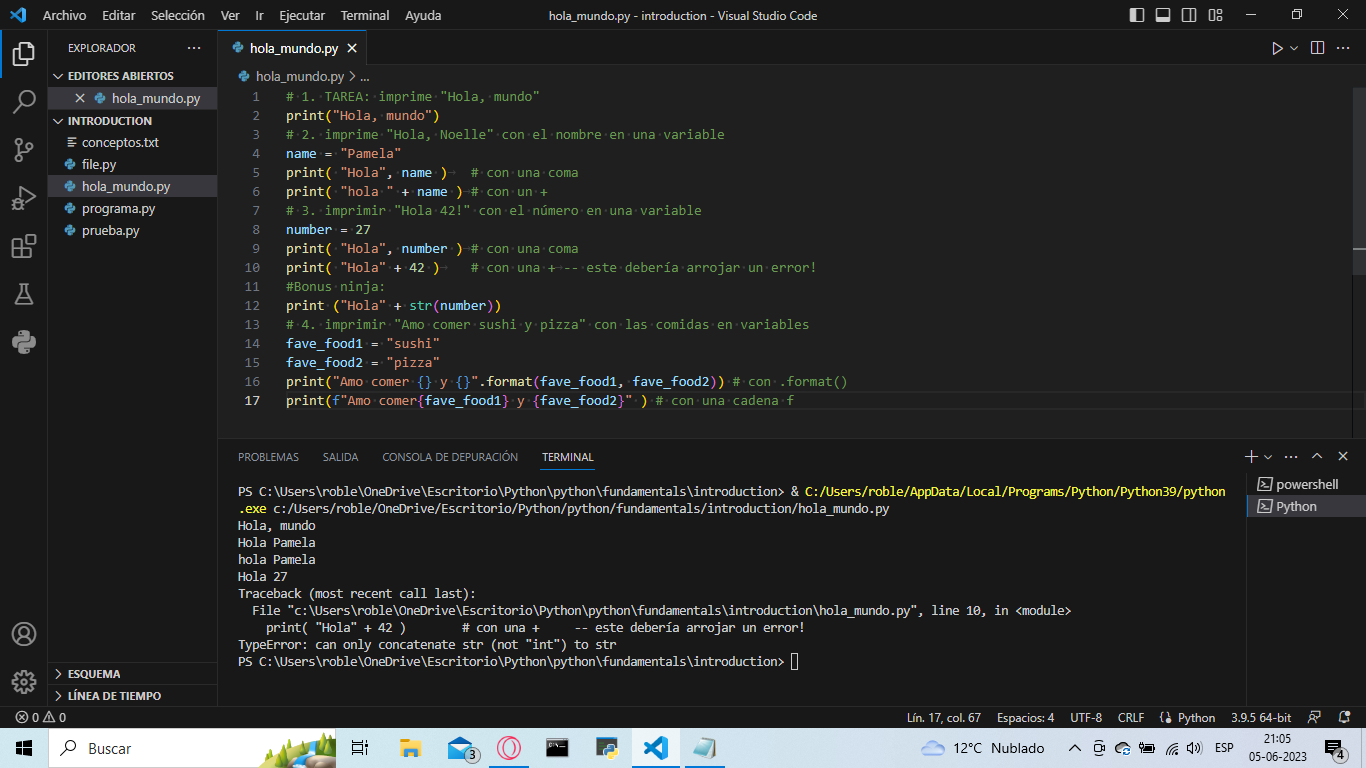 Archivo Editar Selección Ver Ir Ejecutar Terminal Ayuda
hola_mundo.py - introduction - Visual Studio Code
EXPLORADOR
EDITORES ABIERTOS
hola_mundo.py
INTRODUCTION
conceptos.txt
file.py
hola_mundo.py
programa.py
prueba.py
ESQUEMA
LÍNEA DE TIEMPO
hola_mundo.py
hola_mundo.py > ...
1 # 1. TAREA: imprime "Hola, mundo"
2 print("Hola, mundo")
3 # 2. imprime "Hola, Noelle" con el nombre en una variable
4 name = "Pamela"
5 print( "Hola", name ) # con una coma
6 print( "hola " + name ) # con un +
7 # 3. imprimir "Hola 42!" con el número en una variable
8 number = 27
9 print( "Hola", number ) # con una coma
10 print( "Hola" + 42 ) # con una + -- este debería arrojar un error!
11 #Bonus ninja:
12 print ("Hola" + str(number))
13 # 4. imprimir "Amo comer sushi y pizza" con las comidas en variables
14 fave_food1 = "sushi"
15 fave_food2 = "pizza"
16 print("Amo comer {} y {}".format(fave_food1, fave_food2)) # con .format()
17 print(f"Amo comer{fave_food1} y {fave_food2}" ) # con una cadena f
PROBLEMAS SALIDA CONSOLA DE DEPURACIÓN TERMINAL
PS C:\Users\roble\OneDrive\Escritorio\Python\python\fundamentals\introduction> & C:/Users/roble/AppData/Local/Programs/Python/Python39/python
.exe c:/Users/roble/OneDrive/Escritorio/Python/python/fundamentals/introduction/hola_mundo.py
Hola, mundo
Hola Pamela
hola Pamela
Hola 27
Traceback (most recent call last):
File "c:\Users\roble\OneDrive\Escritorio\Python\python\fundamentals\introduction\hola_mundo.py", line 10, in <module>
print( "Hola" + 42 ) # con una + -- este debería arrojar un error!
TypeError: can only concatenate str (not "int") to str
PS C:\Users\roble\OneDrive\Escritorio\Python\python\fundamentals\introduction>
powershell
Python
0 0
Lín. 17, col. 67 Espacios: 4 UTF-8 CRLF Python 3.9.5 64-bit
Buscar
3
12°C Nublado
ESP
21:05
05-06-2023
4